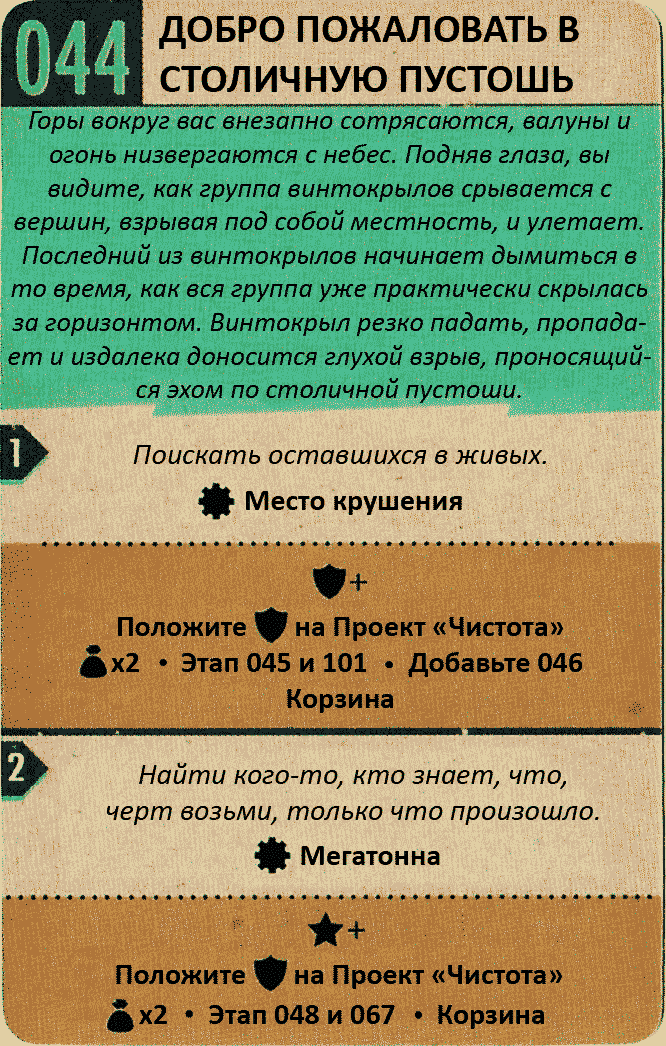 044
ДОБРО ПОЖАЛОВАТЬ В
СТОЛИЧНУЮ ПУСТОШЬ
Горы вокруг вас внезапно сотрясаются, валуны и
огонь низвергаются с небес. Подняв глаза, вы
видите, как группа винтокрылов срывается с
вершин, взрывая под собой местность, и улетает.
Последний из винтокрылов начинает дымиться в
то время, как вся группа уже практически скрылась
за горизонтом. Винтокрыл резко падать, пропада-
ет и издалека доносится глухой взрыв, проносящий-
ся эхом по столичной пустоши.
1
Поискать оставшихся в живых.
Место крушения
+
Положите на Проект «Чистота»
x2 • Этап 045 и 101 • Добавьте 046
Корзина
2
Найти кого-то, кто знает, что,
черт возьми, только что произошло.
Мегатонна
+
Положите на Проект «Чистота»
x2 • Этап 048 и 067 • Корзина